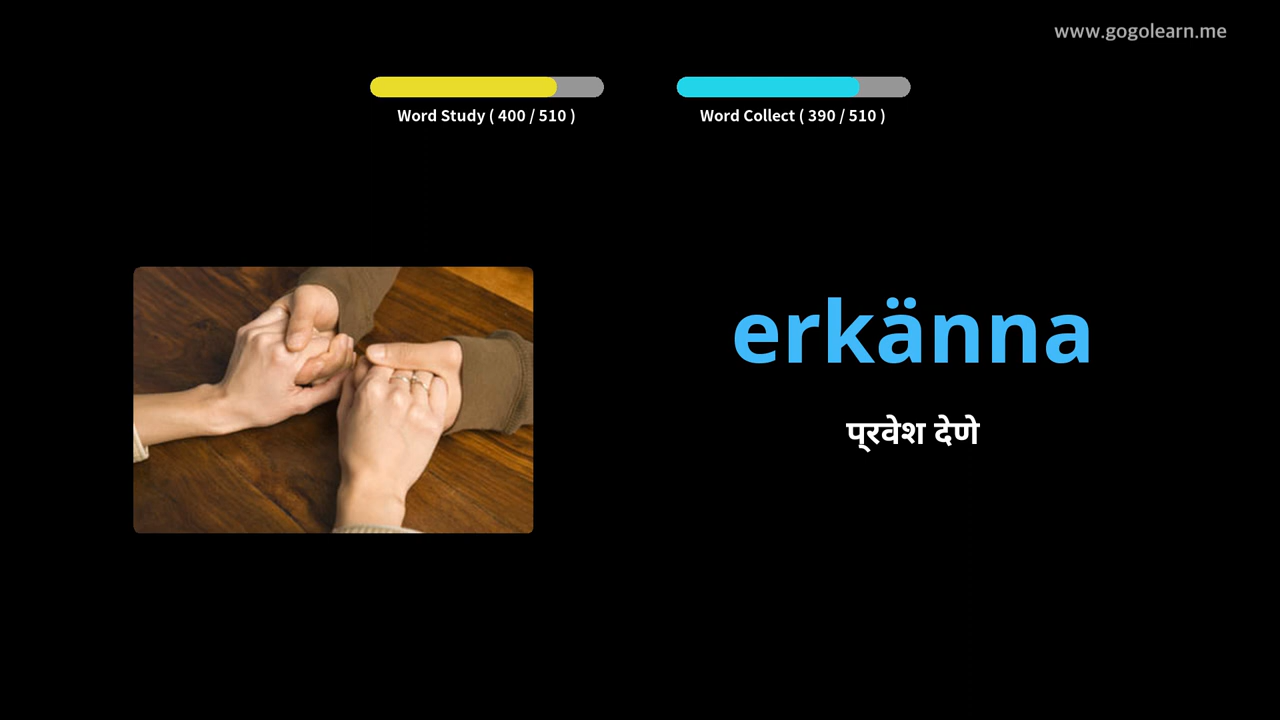 www.gogolearn.me
Word Study ( 400 / 510 )
Word Collect ( 390 / 510 )
erkänna
प्रवेश देणे